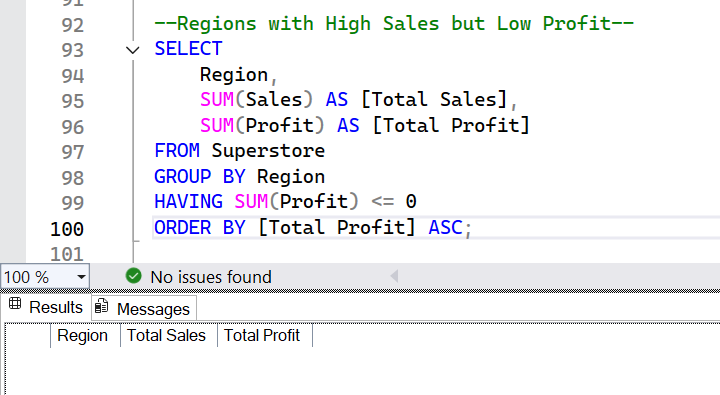 91
92 --Regions with High Sales but Low Profit--
93 SELECT
94 Region,
95 SUM(Sales) AS [Total Sales],
96 SUM(Profit) AS [Total Profit]
97 FROM Superstore
98 GROUP BY Region
99 HAVING SUM(Profit) <= 0
100 ORDER BY [Total Profit] ASC;
101
100 % No issues found
Results Messages
Region Total Sales Total Profit